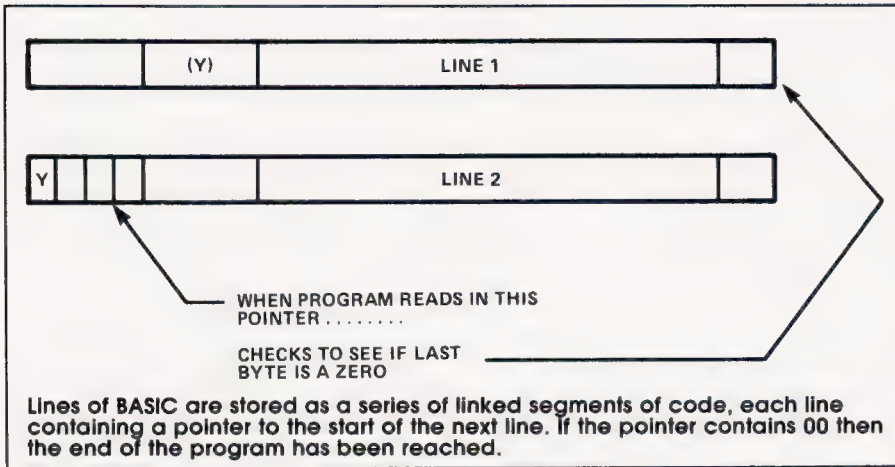 (Y) LINE 1
Y LINE 2
WHEN PROGRAM READS IN THIS
POINTER ........
CHECKS TO SEE IF LAST
BYTE IS A ZERO
Lines of BASIC are stored as a series of linked segments of code, each line
containing a pointer to the start of the next line. If the pointer contains 00 then
the end of the program has been reached.